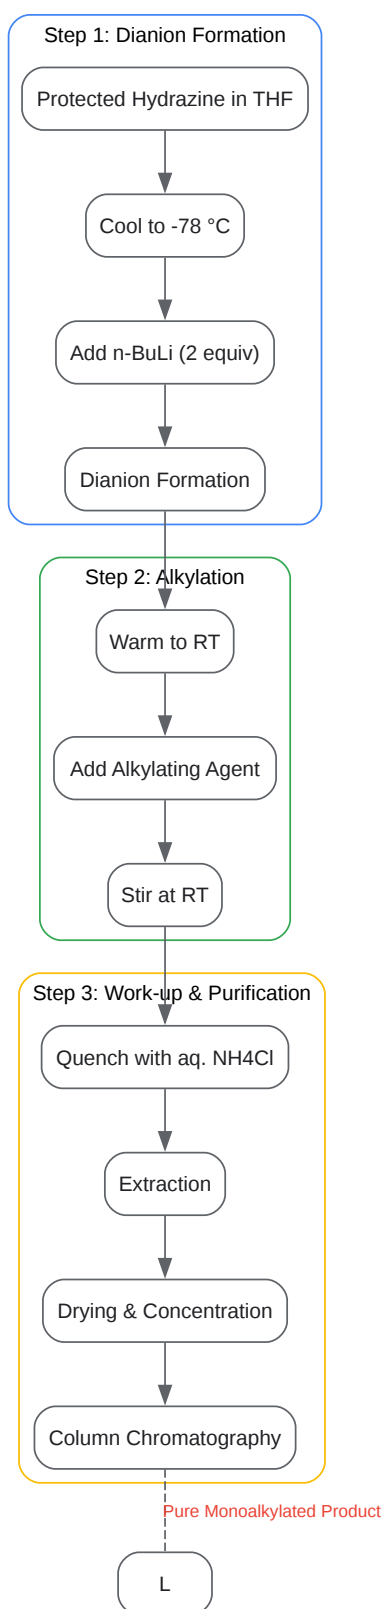 Step 1: Dianion Formation
Protected Hydrazine in THF
Cool to -78 °C
Add n-BuLi (2 equiv)
Dianion Formation
Step 2: Alkylation
Warm to RT
Add Alkylating Agent
Stir at RT
Step 3: Work-up & Purification
Quench with aq. NH4Cl
Extraction
Drying & Concentration
Column Chromatography
Pure Monoalkylated Product
L